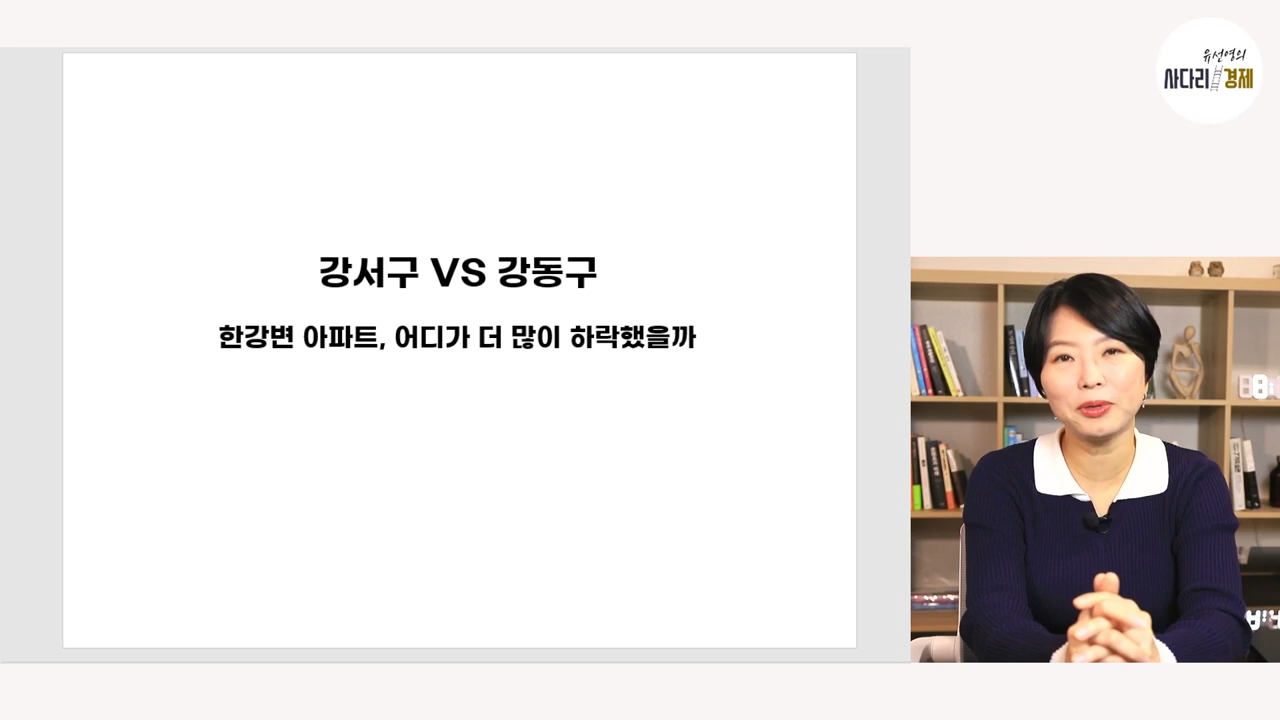 유선영의
사다리 경제
강서구 VS 강동구
한강변 아파트, 어디가 더 많이 하락했을까